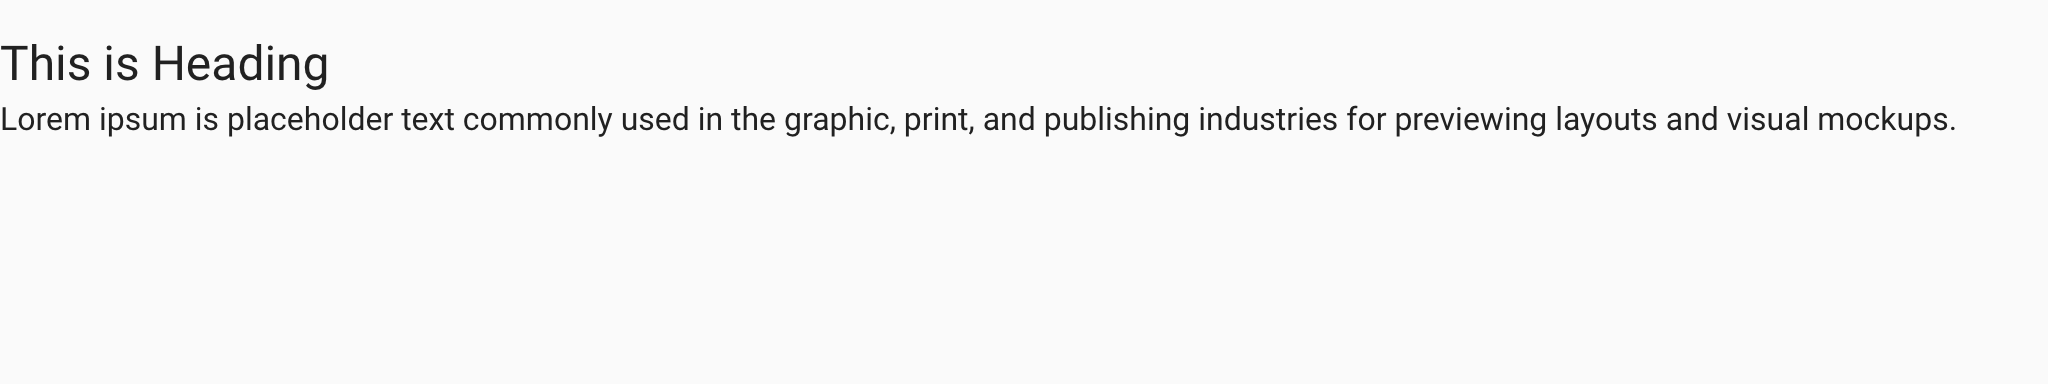 This is Heading
Lorem ipsum is placeholder text commonly used in the graphic, print, and publishing industries for previewing layouts and visual mockups.